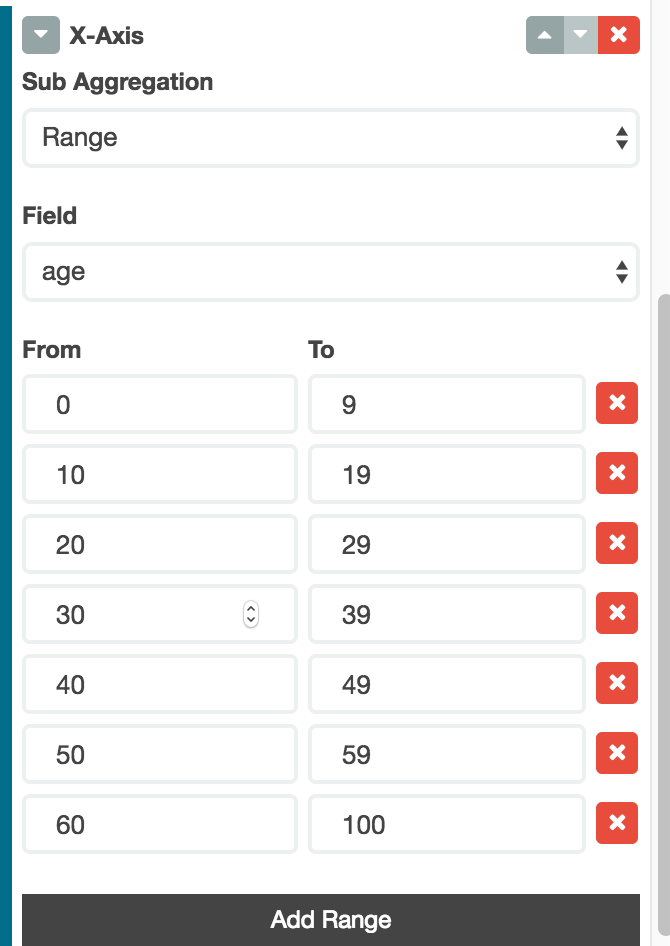 X-Axis
Sub Aggregation
Range
Field
age
From To
0 9
10 19
20 29
30 39
40 49
50 59
60 100
Add Range